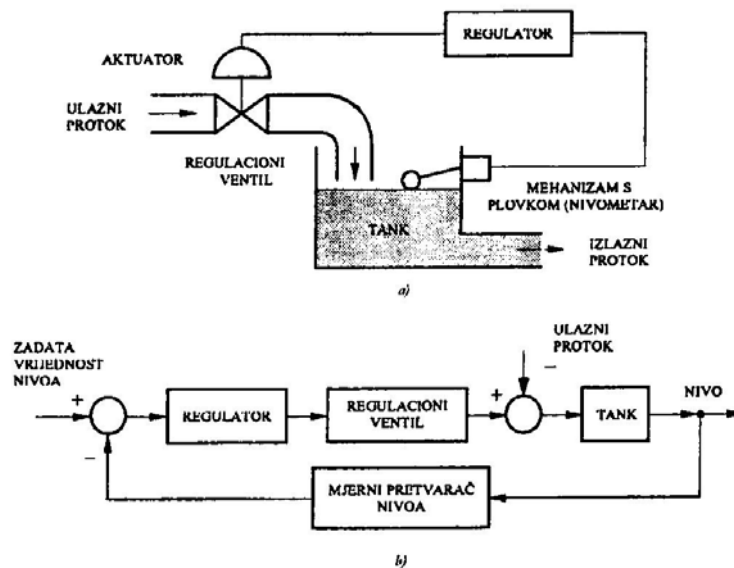 AKTUATOR
REGULATOR
ULAZNI
PROTOK
REGULACIONI
VENTIL
MEHANIZAM S
PLOVKOM (NIVOMETAR)
TANK
IZLAZNI
PROTOK
a)
ULAZNI
PROTOK
ZADATA
VRIJEDNOST
NIVOA
+
−
REGULATOR
REGULACIONI
VENTIL
+
−
TANK
NIVO
MJERNI PRETVARAČ
NIVOA
b)